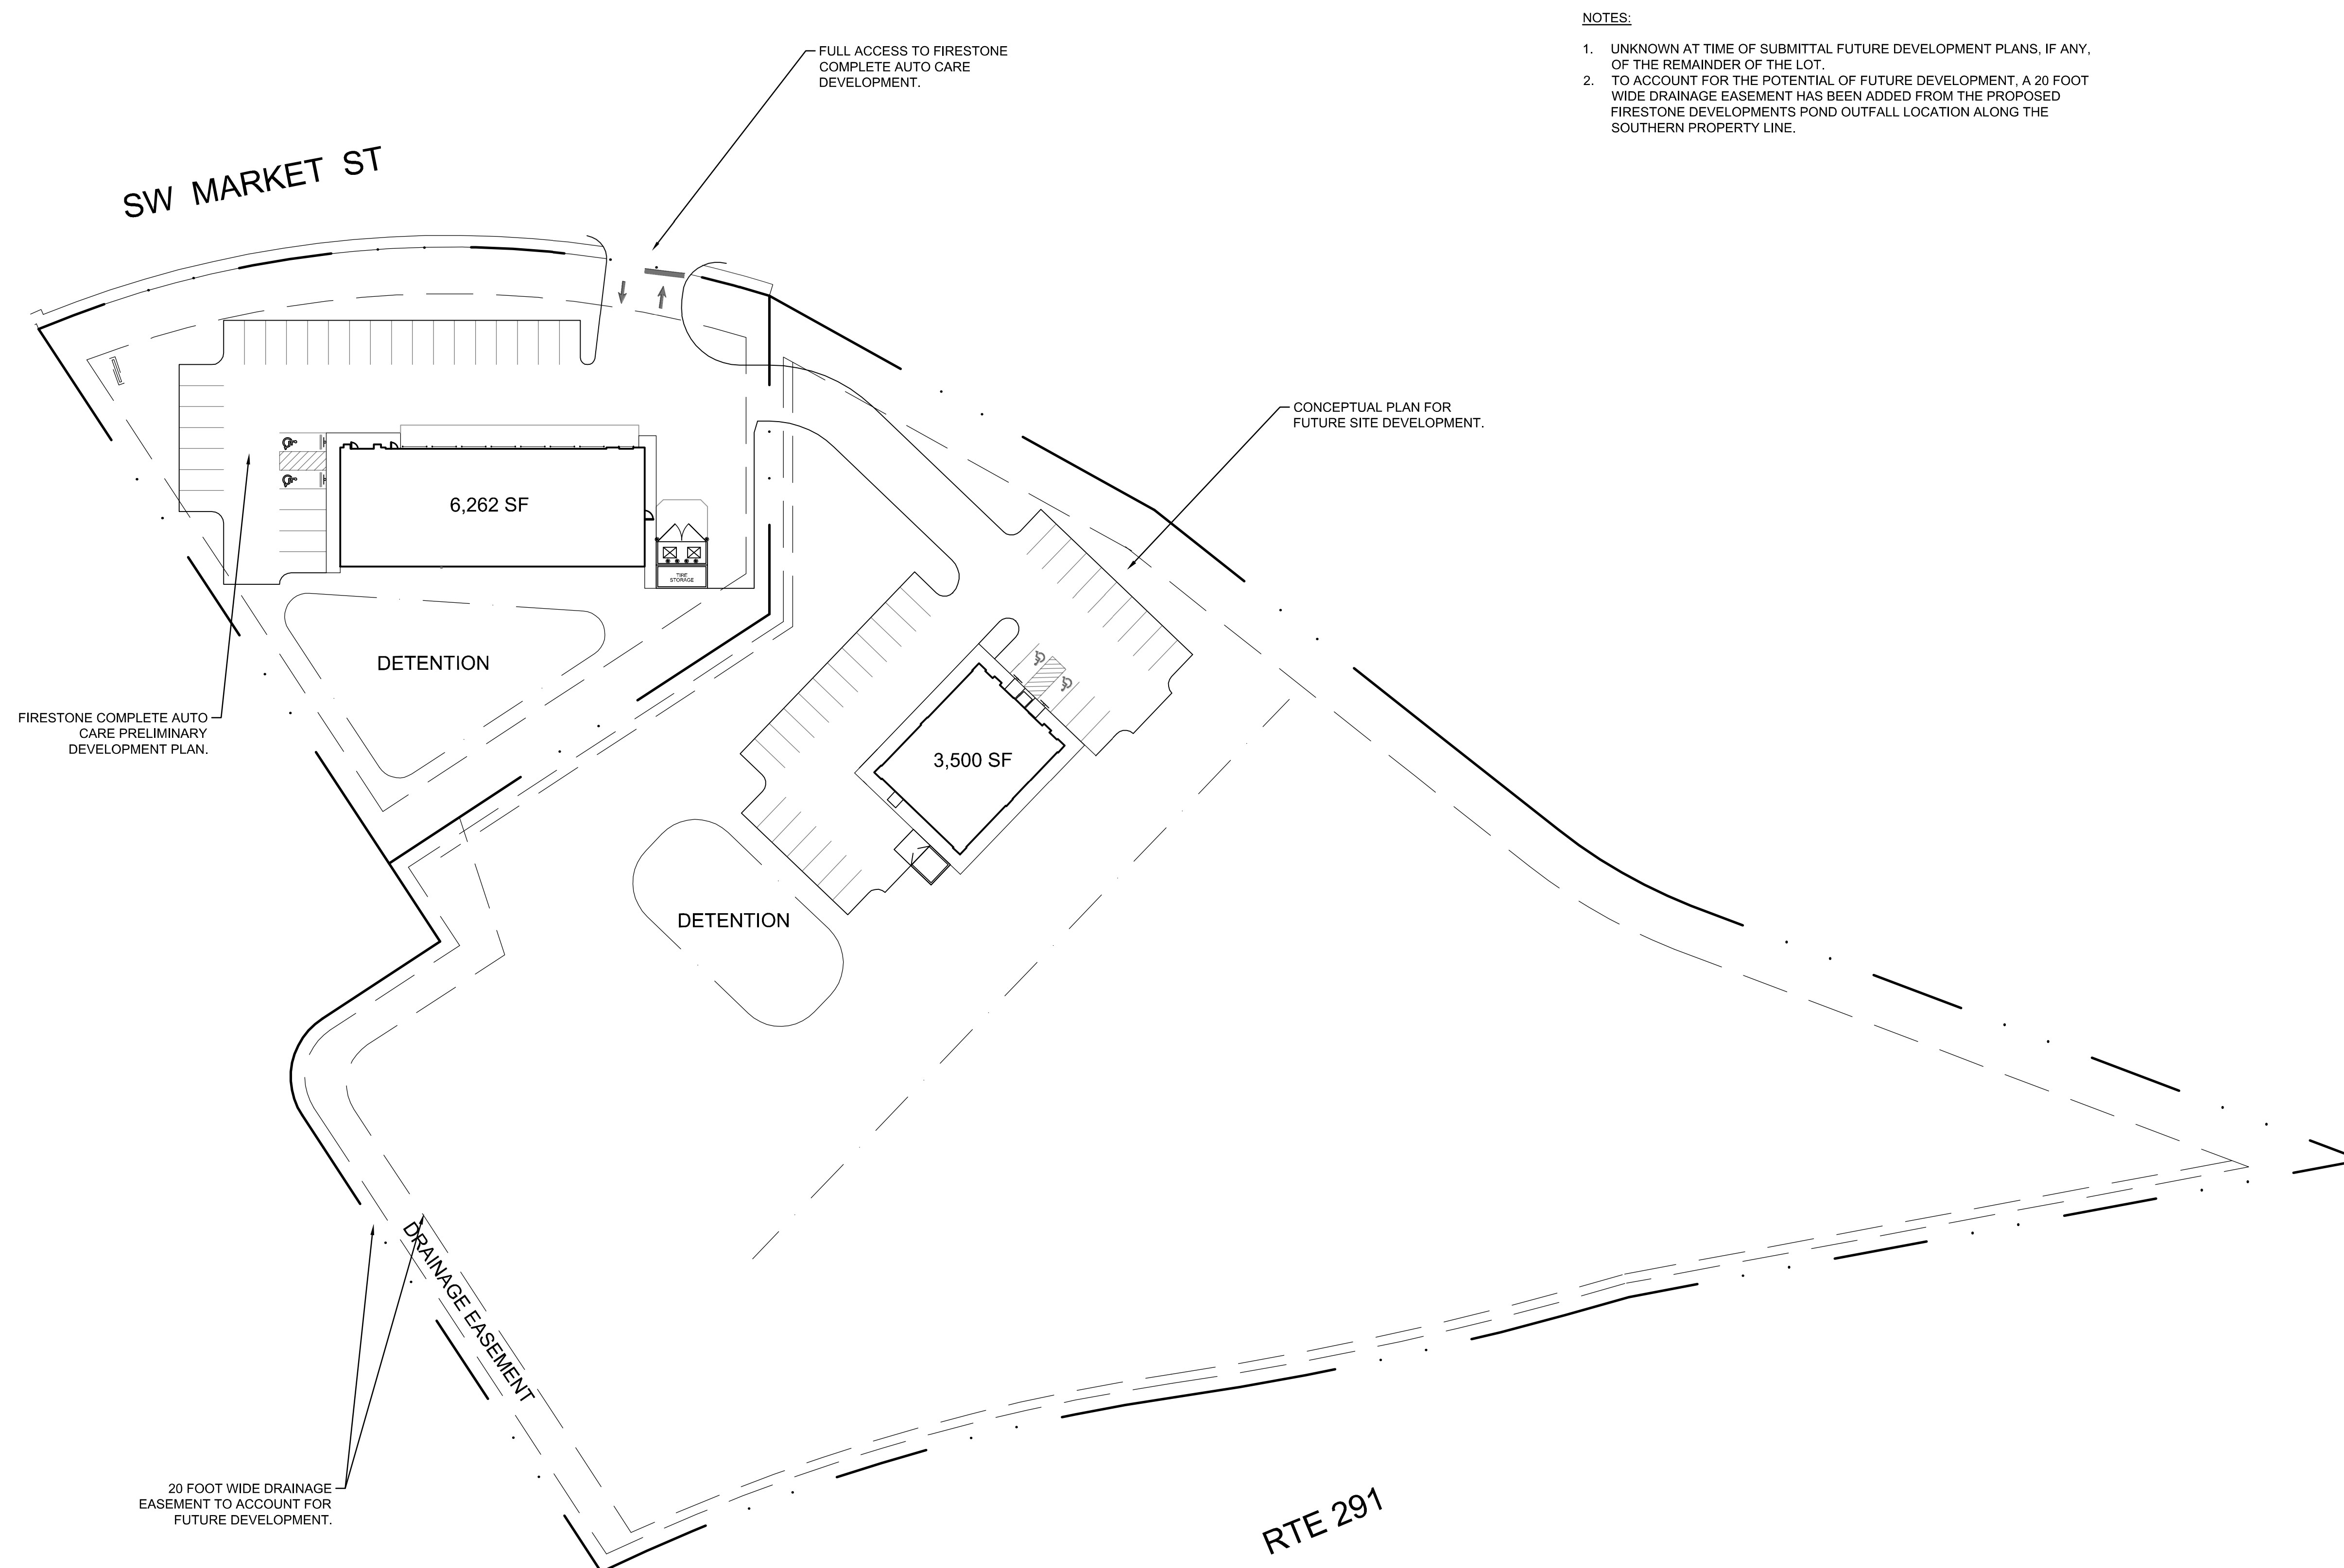 NOTES:
1. UNKNOWN AT TIME OF SUBMITTAL FUTURE DEVELOPMENT PLANS, IF ANY,
OF THE REMAINDER OF THE LOT.
2. TO ACCOUNT FOR THE POTENTIAL OF FUTURE DEVELOPMENT, A 20 FOOT
WIDE DRAINAGE EASEMENT HAS BEEN ADDED FROM THE PROPOSED
FIRESTONE DEVELOPMENTS POND OUTFALL LOCATION ALONG THE
SOUTHERN PROPERTY LINE.
FULL ACCESS TO FIRESTONE
COMPLETE AUTO CARE
DEVELOPMENT.
SW MARKET ST
CONCEPTUAL PLAN FOR
FUTURE SITE DEVELOPMENT.
6,262 SF
TIRE
STORAGE
DETENTION
FIRESTONE COMPLETE AUTO
CARE PRELIMINARY
DEVELOPMENT PLAN.
3,500 SF
DETENTION
DRAINAGE EASEMENT
20 FOOT WIDE DRAINAGE
EASEMENT TO ACCOUNT FOR
FUTURE DEVELOPMENT.
RTE 291